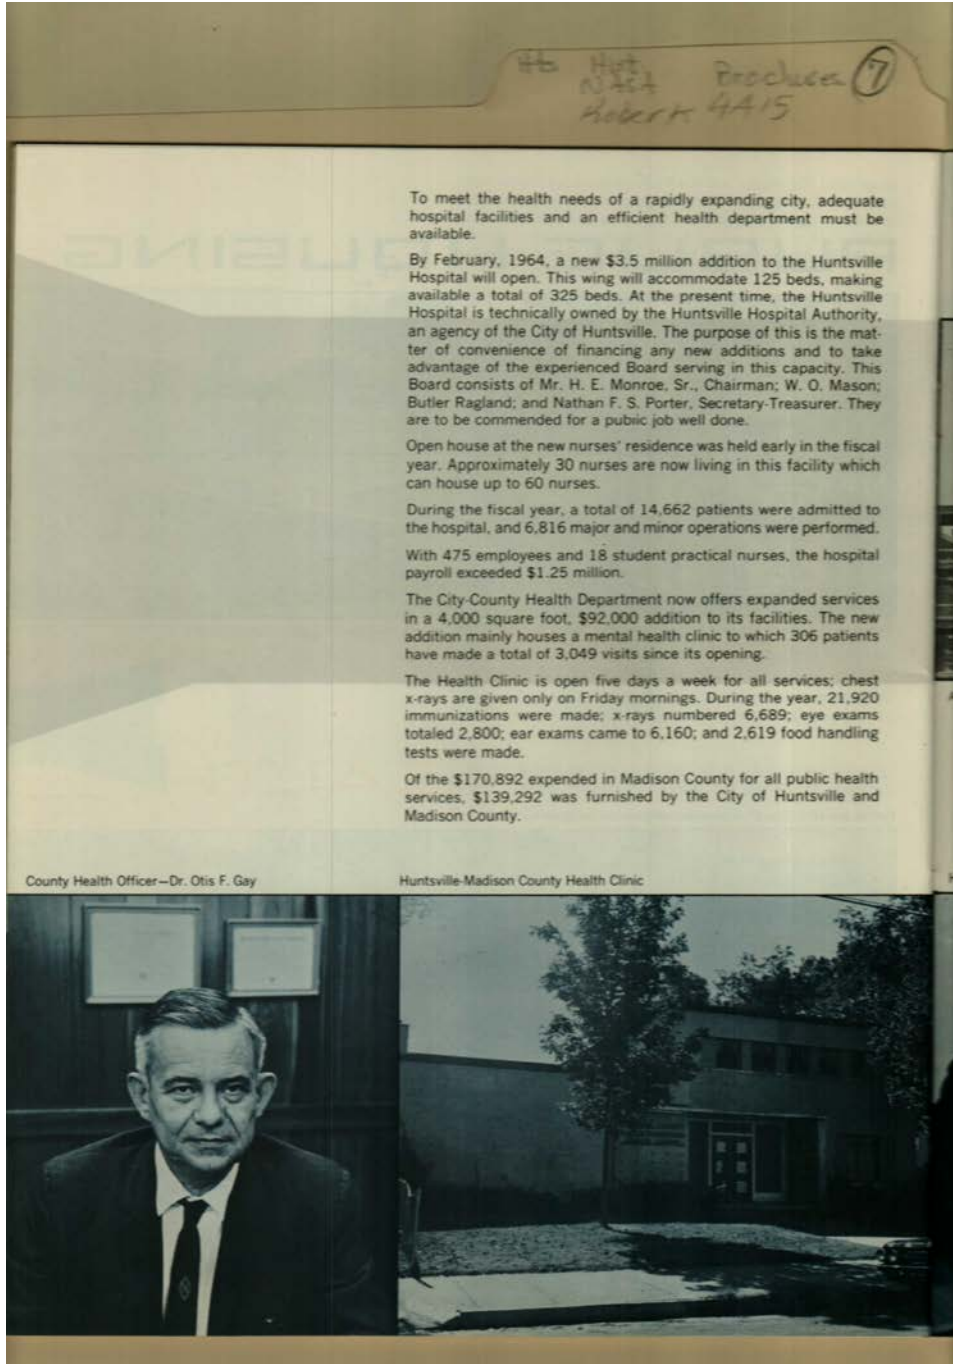 Hunt Brochures 7
NASA
Robert 4A15
To meet the health needs of a rapidly expanding city, adequate
hospital facilities and an efficient health department must be
available.
By February, 1964, a new $3.5 million addition to the Huntsville
Hospital will open. This wing will accommodate 125 beds, making
available a total of 325 beds. At the present time, the Huntsville
Hospital is technically owned by the Huntsville Hospital Authority,
an agency of the City of Huntsville. The purpose of this is the mat-
ter of convenience of financing any new additions and to take
advantage of the experienced Board serving in this capacity. This
Board consists of Mr. H. E. Monroe, Sr., Chairman; W. O. Mason;
Butler Ragland; and Nathan F. S. Porter, Secretary-Treasurer. They
are to be commended for a public job well done.
Open house at the new nurses' residence was held early in the fiscal
year. Approximately 30 nurses are now living in this facility which
can house up to 60 nurses.
During the fiscal year, a total of 14,662 patients were admitted to
the hospital, and 6,816 major and minor operations were performed.
With 475 employees and 18 student practical nurses, the hospital
payroll exceeded $1.25 million.
The City-County Health Department now offers expanded services
in a 4,000 square foot, $92,000 addition to its facilities. The new
addition mainly houses a mental health clinic to which 306 patients
have made a total of 3,049 visits since its opening.
The Health Clinic is open five days a week for all services; chest
x-rays are given only on Friday mornings. During the year, 21,920
immunizations were made; x-rays numbered 6,689; eye exams
totaled 2,800; ear exams came to 6,160; and 2,619 food handling
tests were made.
Of the $170,892 expended in Madison County for all public health
services, $139,292 was furnished by the City of Huntsville and
Madison County.
County Health Officer—Dr. Otis F. Gay
Huntsville-Madison County Health Clinic